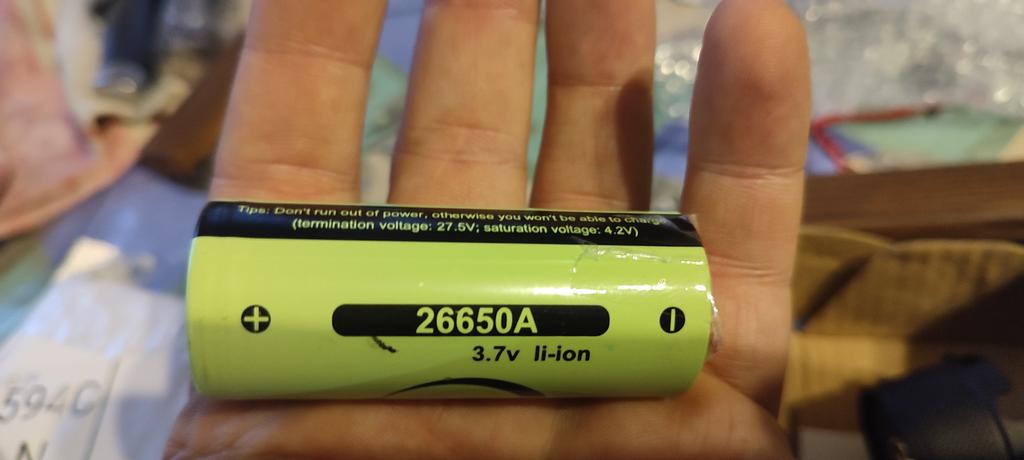 Tips: Don't run out of power, otherwise you won't be able to charge
(termination voltage: 27.5V; saturation voltage: 4.2V)
+ 26650A −
3.7v li-ion
594C
N